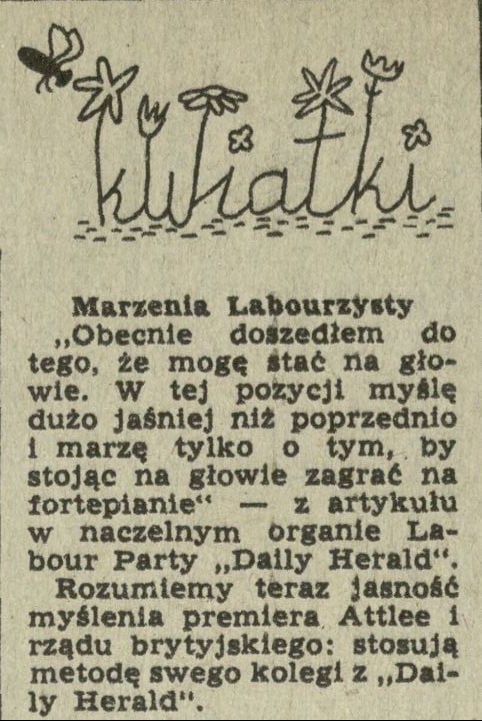 kwiatki
Marzenia Labourzysty
„Obecnie doszedłem do
tego, że mogę stać na gło-
wie. W tej pozycji myślę
dużo jaśniej niż poprzednio
i marzę tylko o tym, by
stojąc na głowie zagrać na
fortepianie“ — z artykułu
w naczelnym organie La-
bour Party „Daily Herald“.
Rozumiemy teraz jasność
myślenia premiera Attlee i
rządu brytyjskiego: stosują
metodę swego kolegi z „Dai-
ly Herald“.